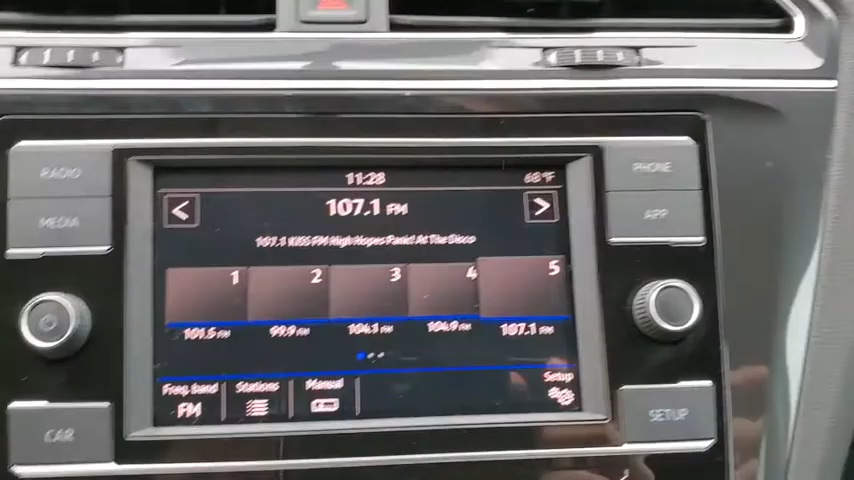 RADIO
MEDIA
CAR
11:28
68°F
107.1 FM
107.1 KISS FM High Hopes Panic! At The Disco
1 2 3 4 5
101.5 FM 99.9 FM 104.1 FM 104.9 FM 107.1 FM
Freq. band Stations Manual Setup
FM
PHONE
APP
SETUP